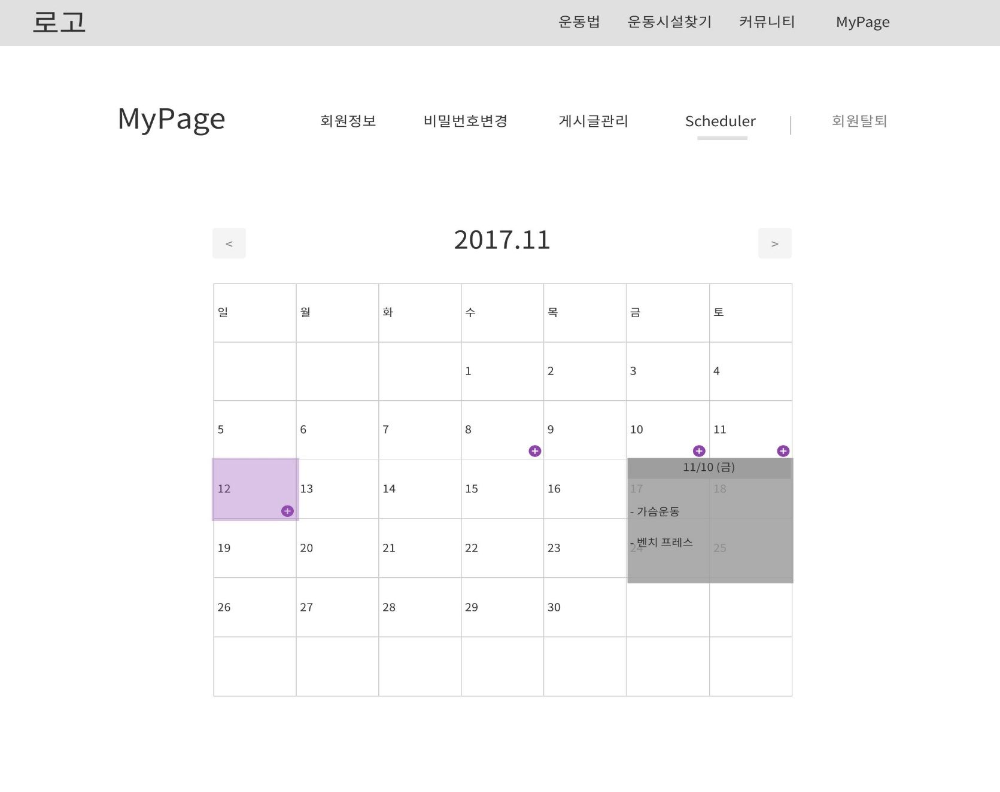 로고 운동법 운동시설찾기 커뮤니티 MyPage
MyPage 회원정보 비밀번호변경 게시글관리 Scheduler | 회원탈퇴
< 2017.11 >
일 월 화 수 목 금 토
1 2 3 4
5 6 7 8 9 10 11
+ + +
11/10 (금)
12 13 14 15 16 17 18
+
- 가슴운동
- 벤치 프레스
19 20 21 22 23 24 25
26 27 28 29 30